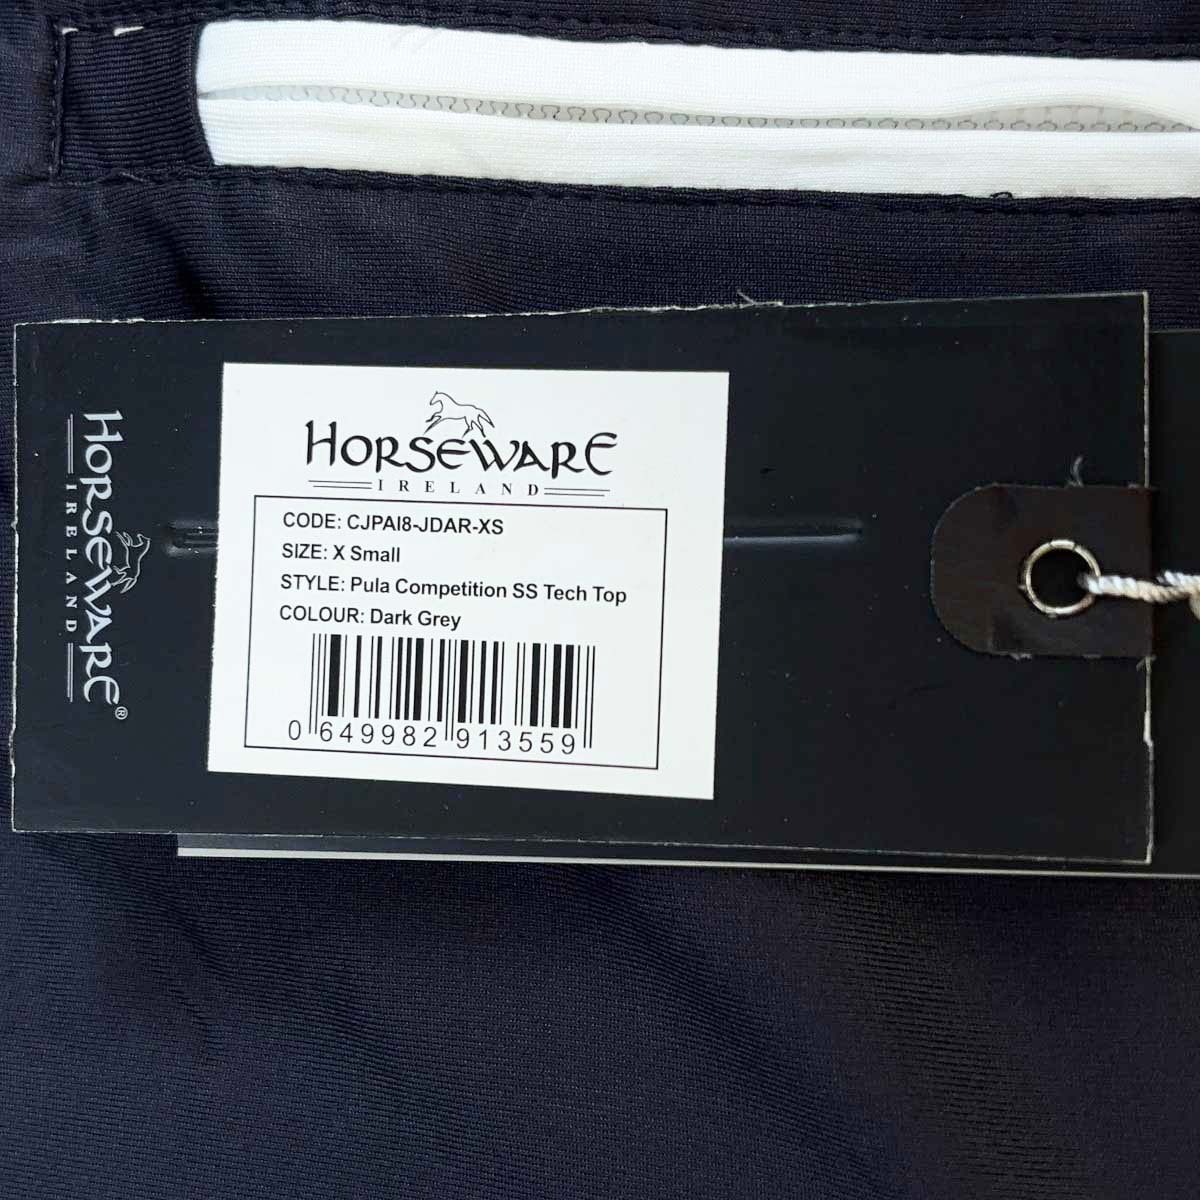 HORSEWARE
IRELAND
HORSEWARE®
IRELAND
CODE: CJPAI8-JDAR-XS
SIZE: X Small
STYLE: Pula Competition SS Tech Top
COLOUR: Dark Grey
0 649982 913559